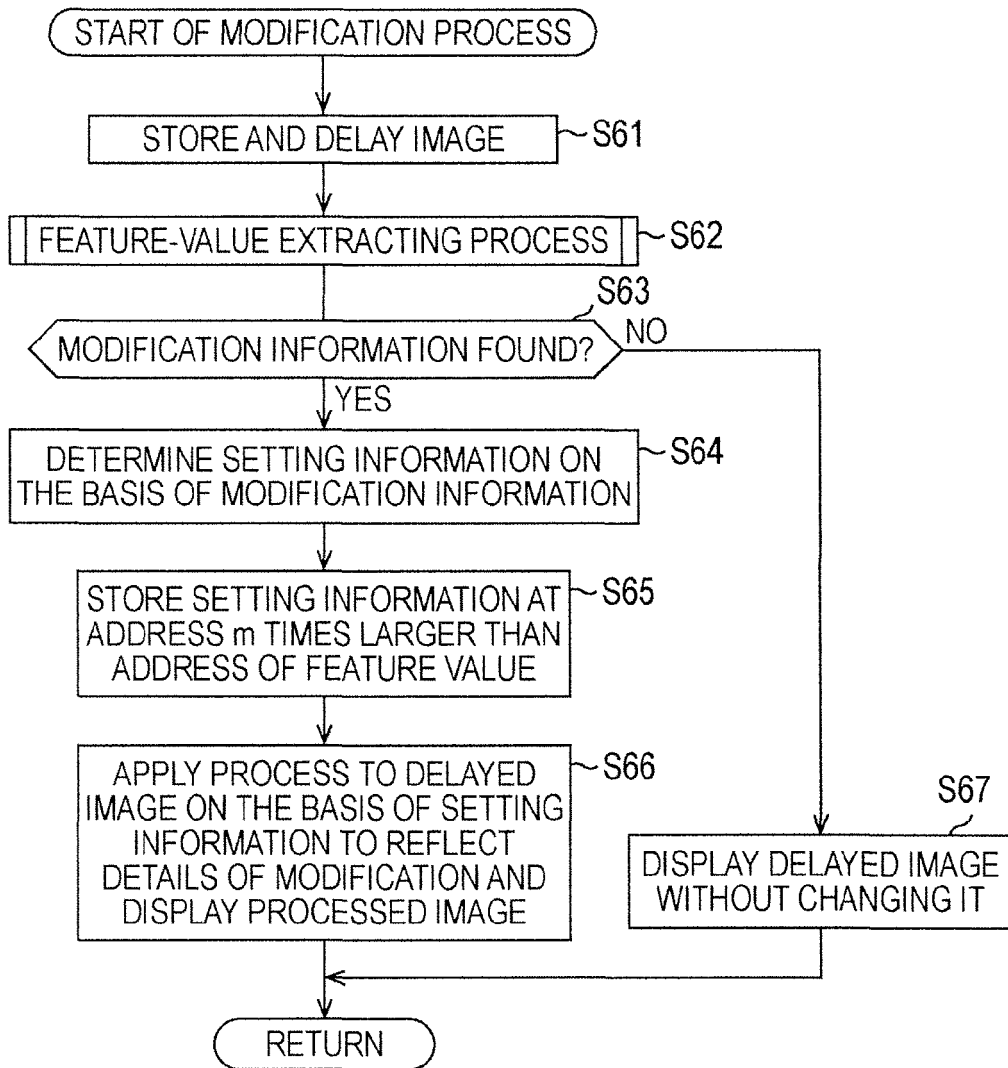 START OF MODIFICATION PROCESS
STORE AND DELAY IMAGE
S61
FEATURE-VALUE EXTRACTING PROCESS
S62
S63
MODIFICATION INFORMATION FOUND?
NO
YES
DETERMINE SETTING INFORMATION ON
THE BASIS OF MODIFICATION INFORMATION
S64
STORE SETTING INFORMATION AT
ADDRESS m TIMES LARGER THAN
ADDRESS OF FEATURE VALUE
S65
APPLY PROCESS TO DELAYED
IMAGE ON THE BASIS OF SETTING
INFORMATION TO REFLECT
DETAILS OF MODIFICATION AND
DISPLAY PROCESSED IMAGE
S66
S67
DISPLAY DELAYED IMAGE
WITHOUT CHANGING IT
RETURN